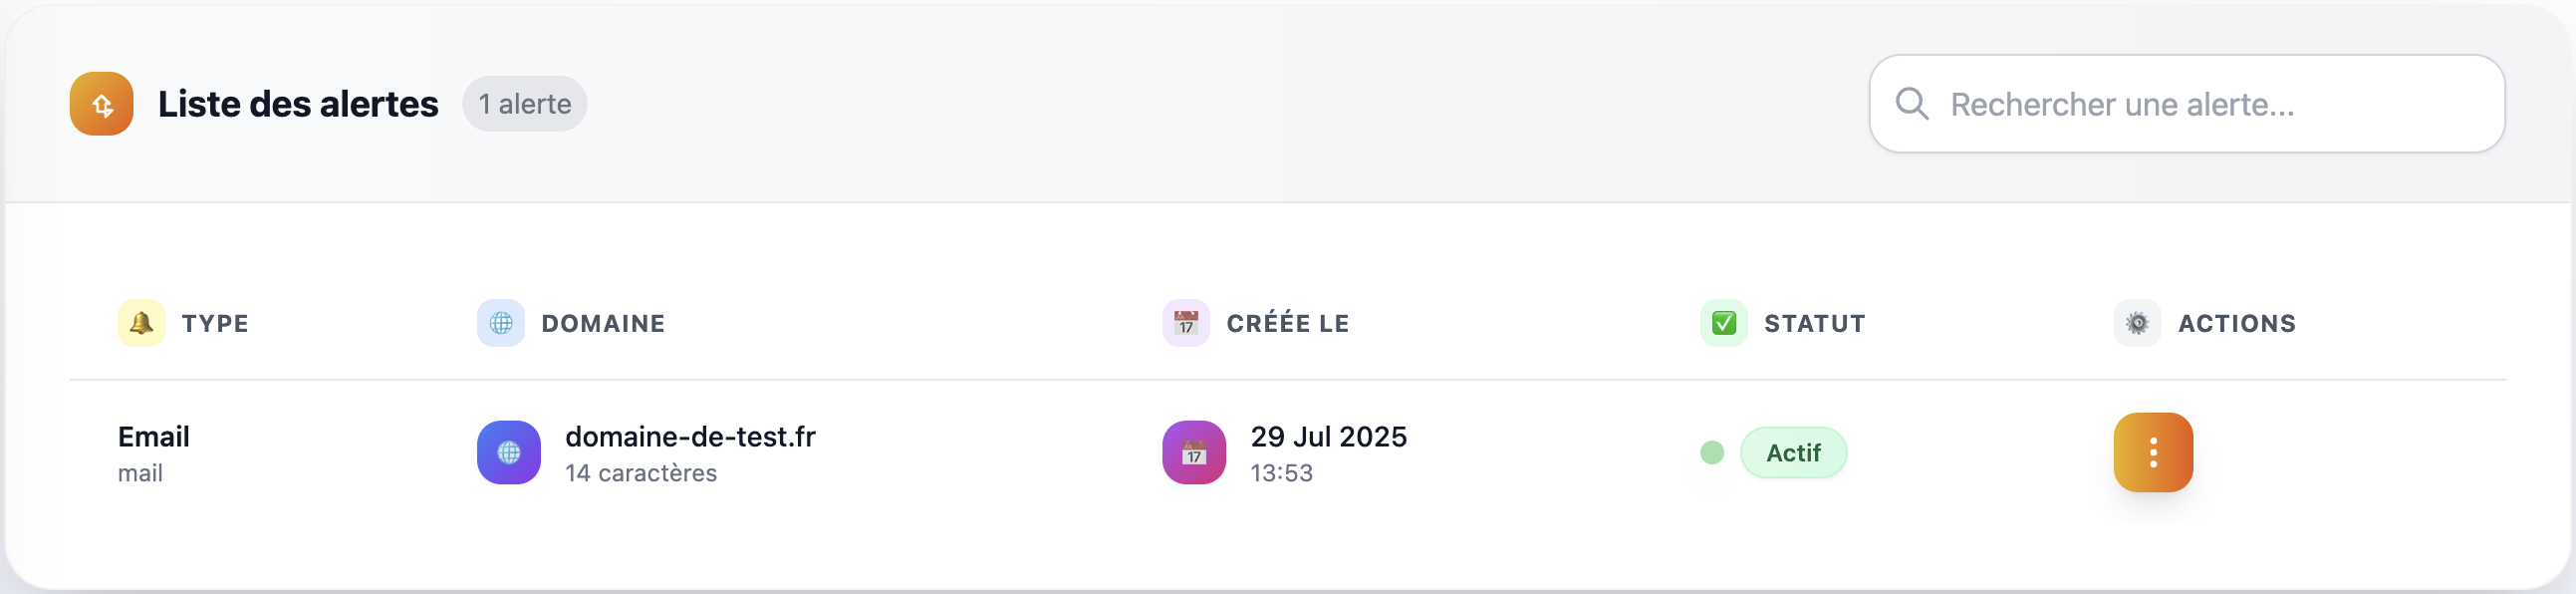 Liste des alertes 1 alerte
Rechercher une alerte...
TYPE DOMAINE CRÉÉE LE STATUT ACTIONS
Email domaine-de-test.fr 29 Jul 2025 Actif
mail 14 caractères 13:53